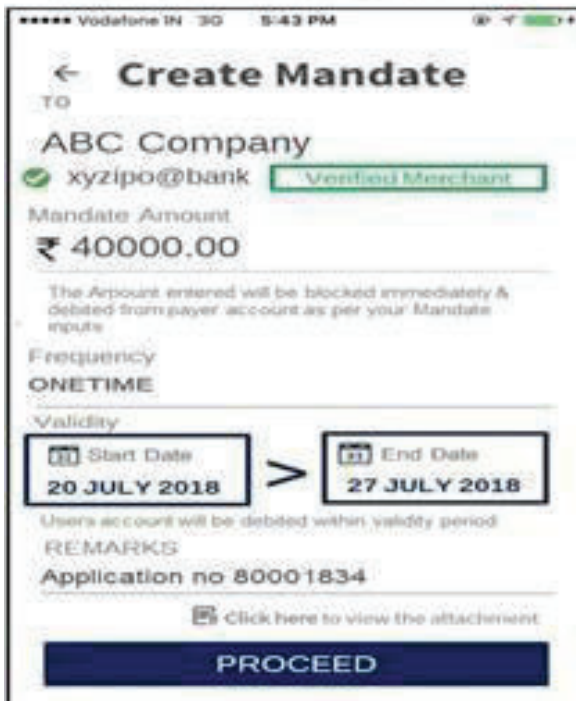 Vodafone IN 3G 5:43 PM
← Create Mandate
TO
ABC Company
xyzipo@bank Verified Merchant
Mandate Amount
₹ 40000.00
The Amount entered will be blocked immediately &
debited from payer account as per your Mandate
inputs
Frequency
ONETIME
Validity
31 Start Date > 31 End Date
20 JULY 2018 27 JULY 2018
Users account will be debited within validity period
REMARKS
Application no 80001834
Click here to view the attachment
PROCEED